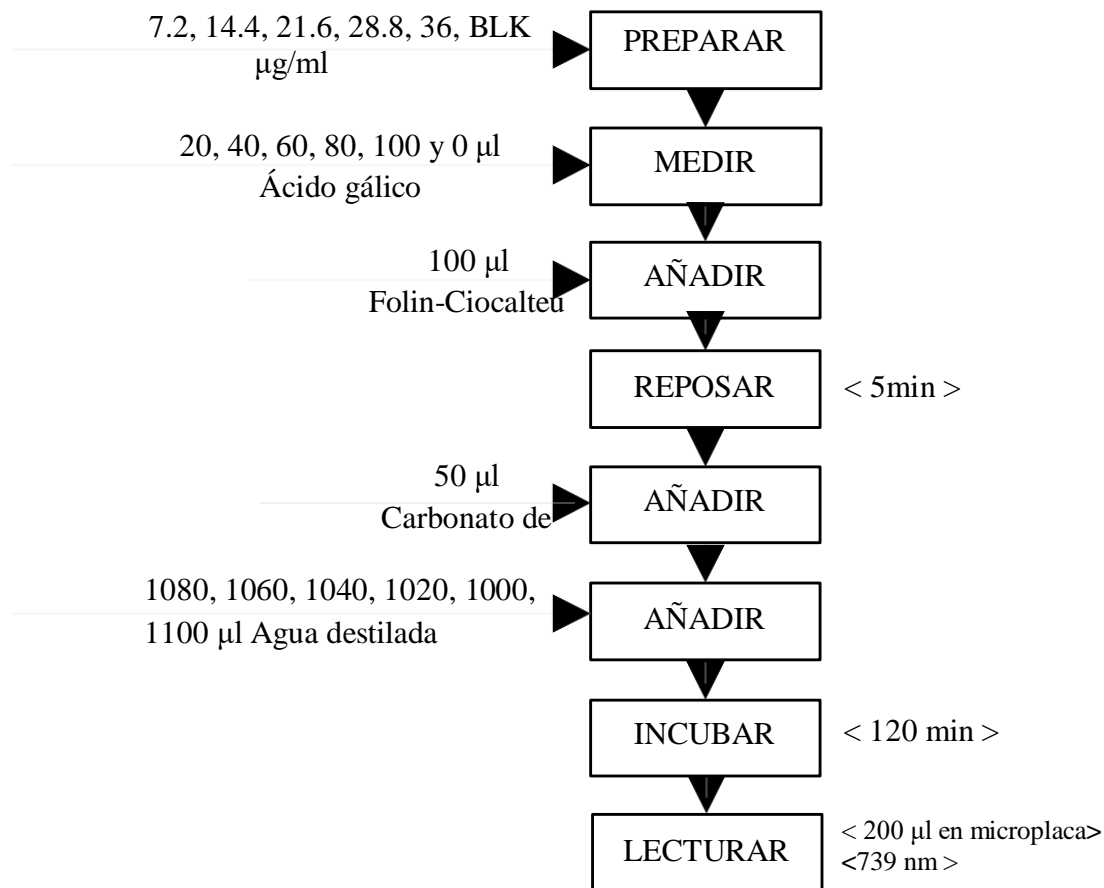 7.2, 14.4, 21.6, 28.8, 36, BLK
µg/ml
PREPARAR
20, 40, 60, 80, 100 y 0 µl
Ácido gálico
MEDIR
100 µl
Folin-Ciocalteu
AÑADIR
REPOSAR
< 5min >
50 µl
Carbonato de
AÑADIR
1080, 1060, 1040, 1020, 1000,
1100 µl Agua destilada
AÑADIR
INCUBAR
< 120 min >
LECTURAR
< 200 µl en microplaca>
<739 nm >